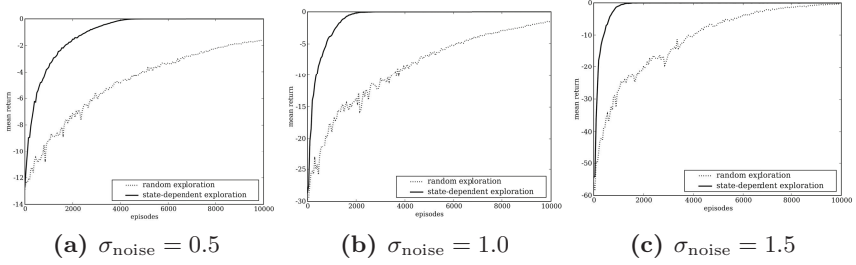 0
-2
-4
-6
-8
-10
-12
-14
mean return
0 2000 4000 6000 8000 10000
episodes
random exploration
state-dependent exploration
(a) σnoise = 0.5
0
-5
-10
-15
-20
-25
-30
mean return
0 2000 4000 6000 8000 10000
episodes
random exploration
state-dependent exploration
(b) σnoise = 1.0
0
-10
-20
-30
-40
-50
-60
mean return
0 2000 4000 6000 8000 10000
episodes
random exploration
state-dependent exploration
(c) σnoise = 1.5